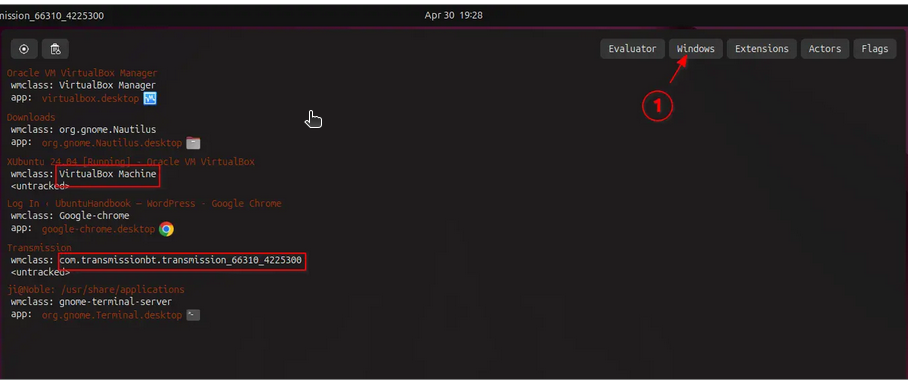 mission_66310_4225300
Apr 30 19:28
Evaluator Windows Extensions Actors Flags
1
Oracle VM VirtualBox Manager
wmclass: VirtualBox Manager
app: virtualbox.desktop
Downloads
wmclass: org.gnome.Nautilus
app: org.gnome.Nautilus.desktop
XUbuntu 24.04 [Running] - Oracle VM VirtualBox
wmclass: VirtualBox Machine
<untracked>
Log In ‹ UbuntuHandbook — WordPress - Google Chrome
wmclass: Google-chrome
app: google-chrome.desktop
Transmission
wmclass: com.transmissionbt.transmission_66310_4225300
<untracked>
ji@Noble: /usr/share/applications
wmclass: gnome-terminal-server
app: org.gnome.Terminal.desktop